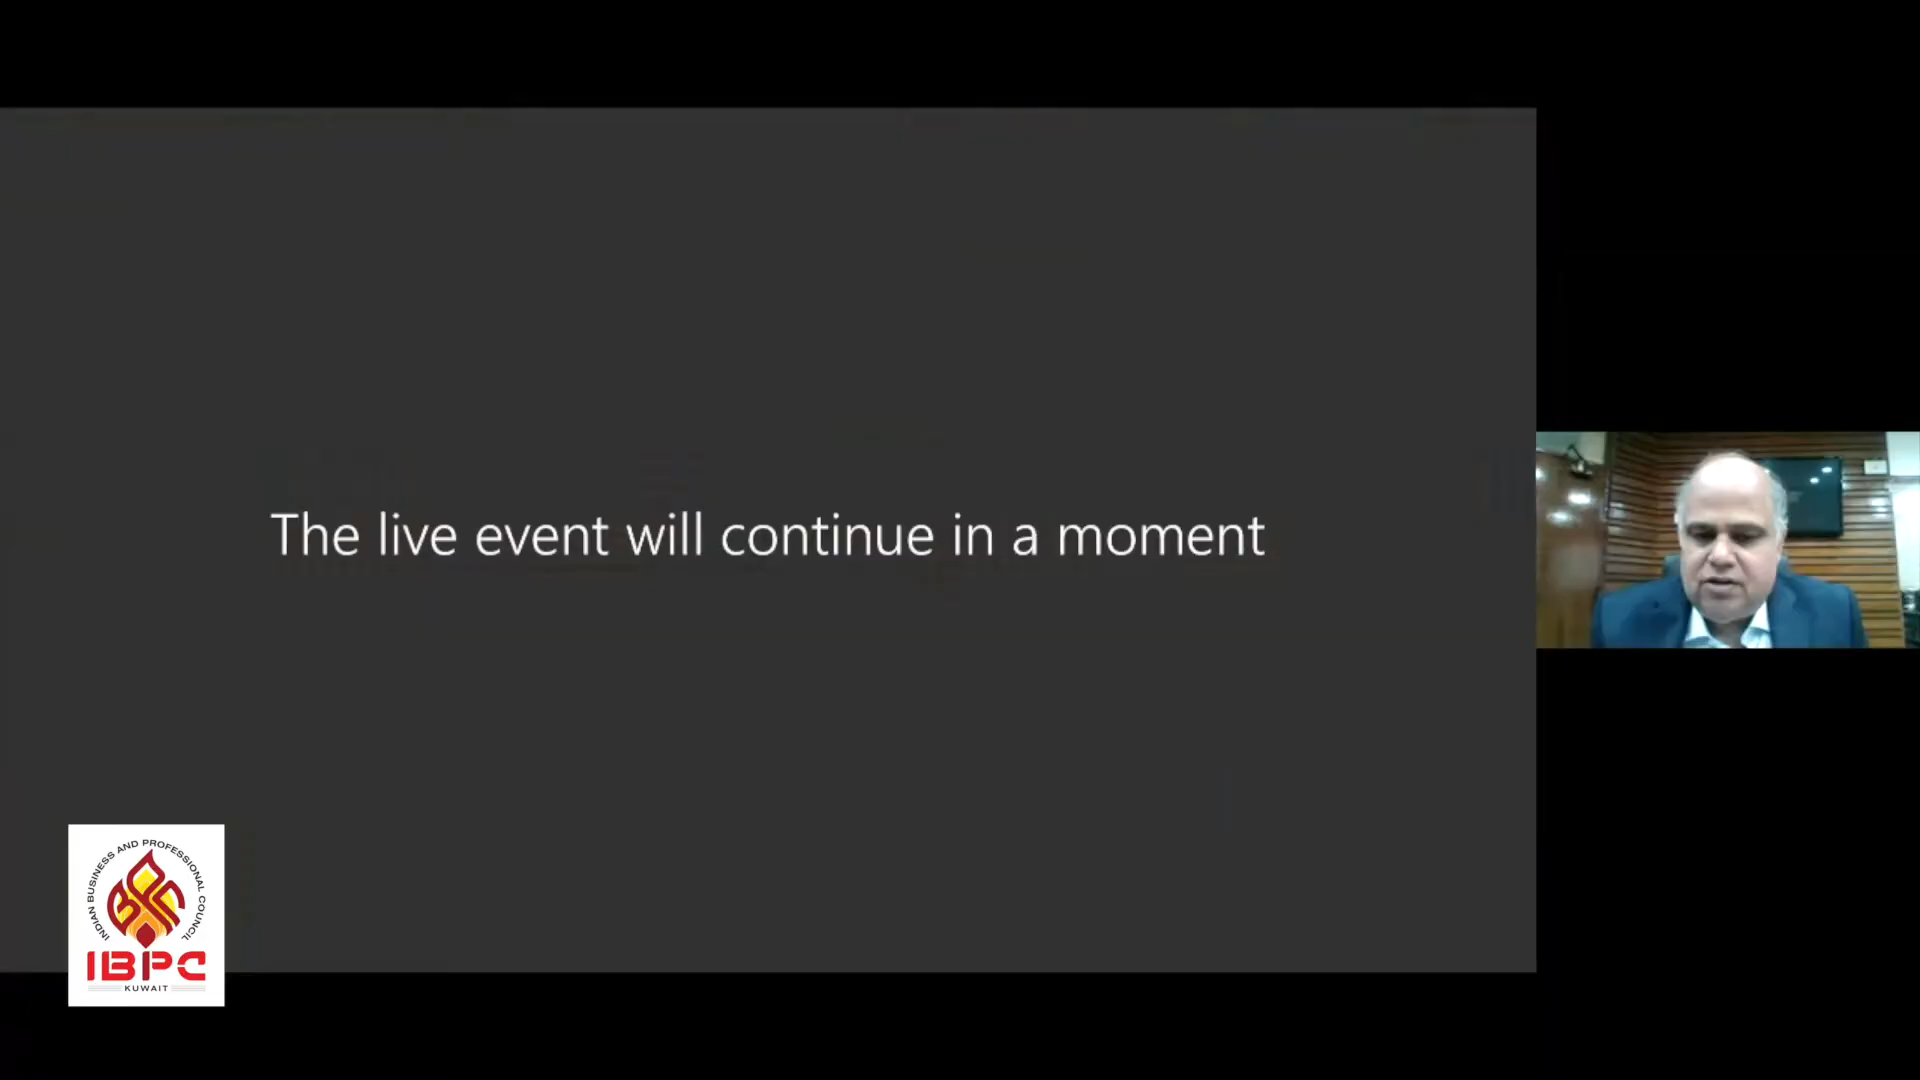 The live event will continue in a moment
INDIAN BUSINESS AND PROFESSIONAL COUNCIL
IBPC
KUWAIT